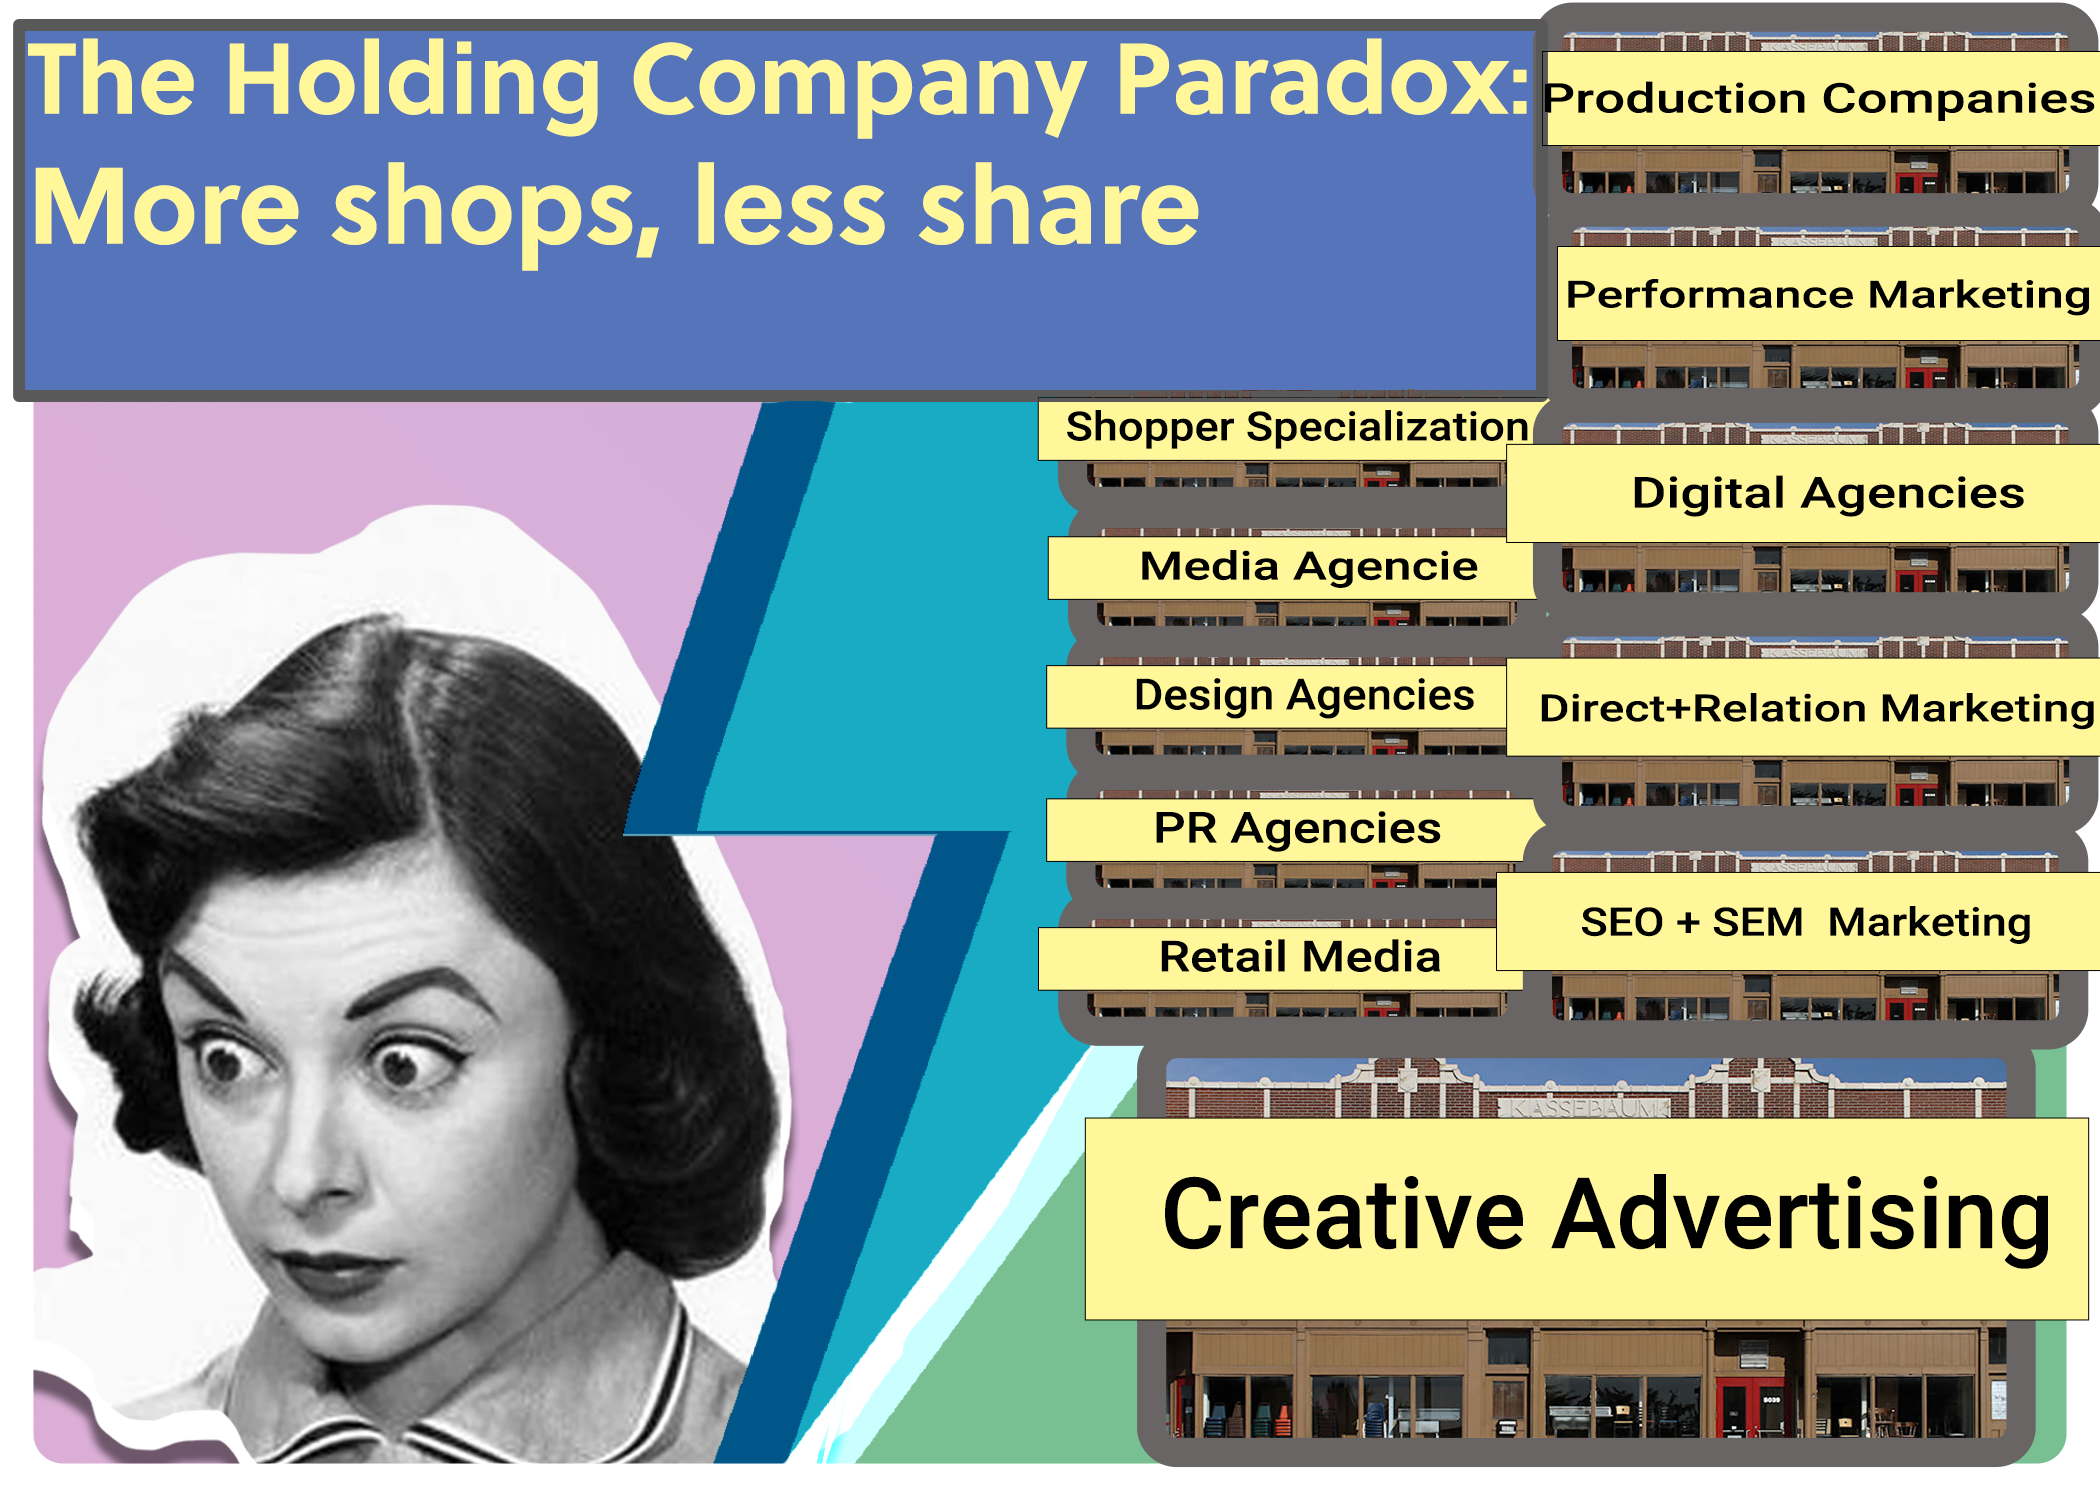 The Holding Company Paradox:
More shops, less share
Production Companies
Performance Marketing
Shopper Specialization
Digital Agencies
Media Agencie
Design Agencies
Direct+Relation Marketing
PR Agencies
SEO + SEM Marketing
Retail Media
KASSEBAUM
Creative Advertising
5039